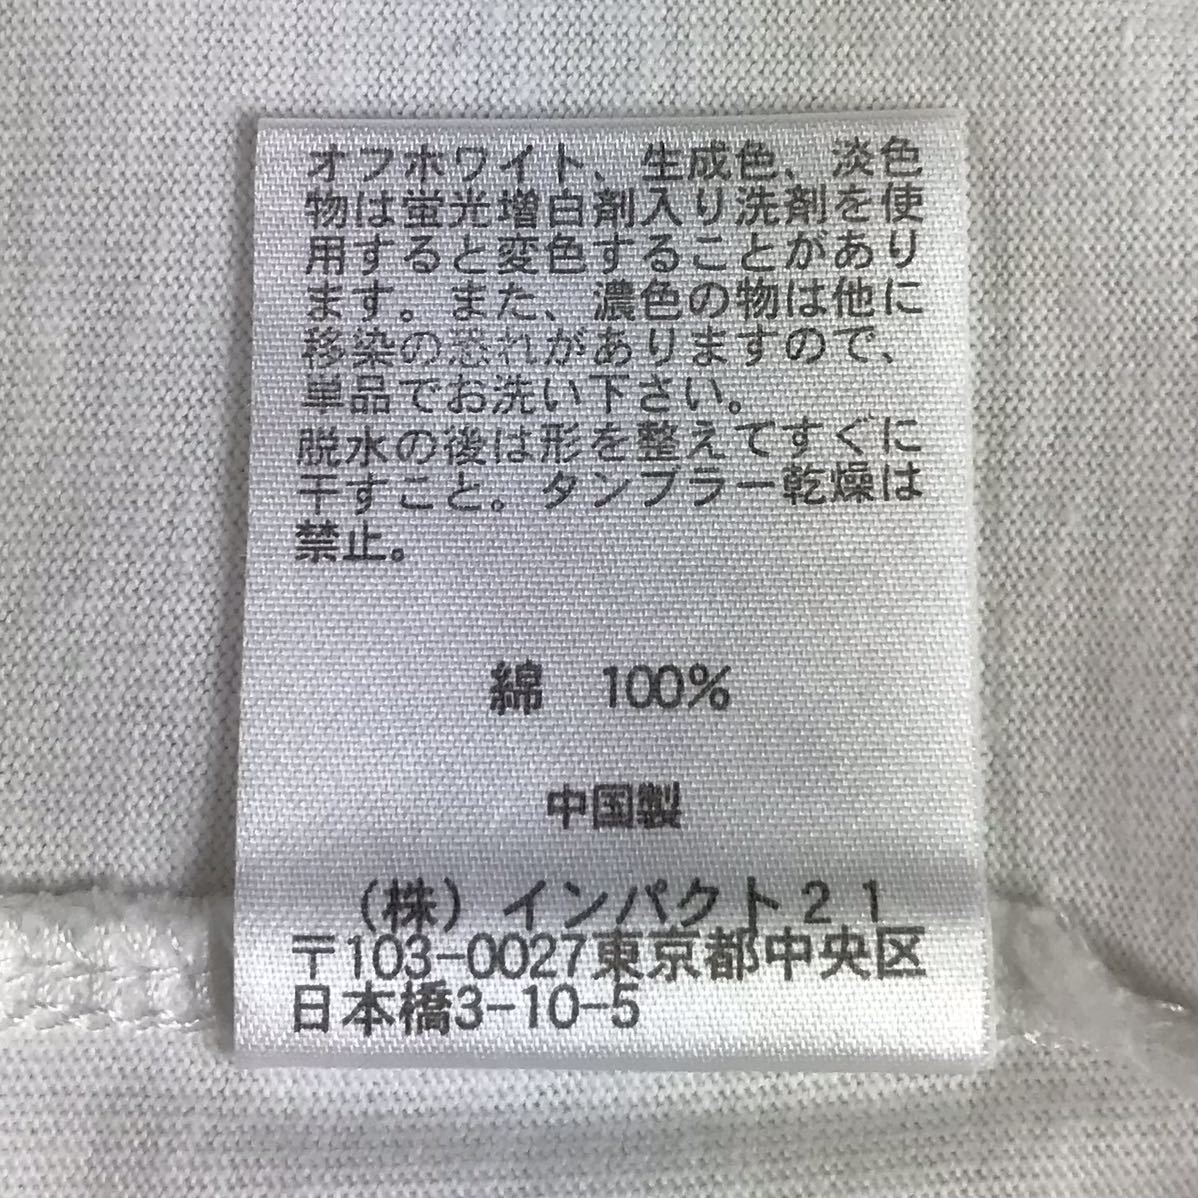 オフホワイト、生成色、淡色
物は蛍光増白剤入り洗剤を使
用すると変色することがあり
ます。また、濃色の物は他に
移染の恐れがありますので、
単品でお洗い下さい。
脱水の後は形を整えてすぐに
干すこと。タンブラー乾燥は
禁止。
綿 100%
中国製
(株)インパクト21
〒103-0027東京都中央区
日本橋3-10-5